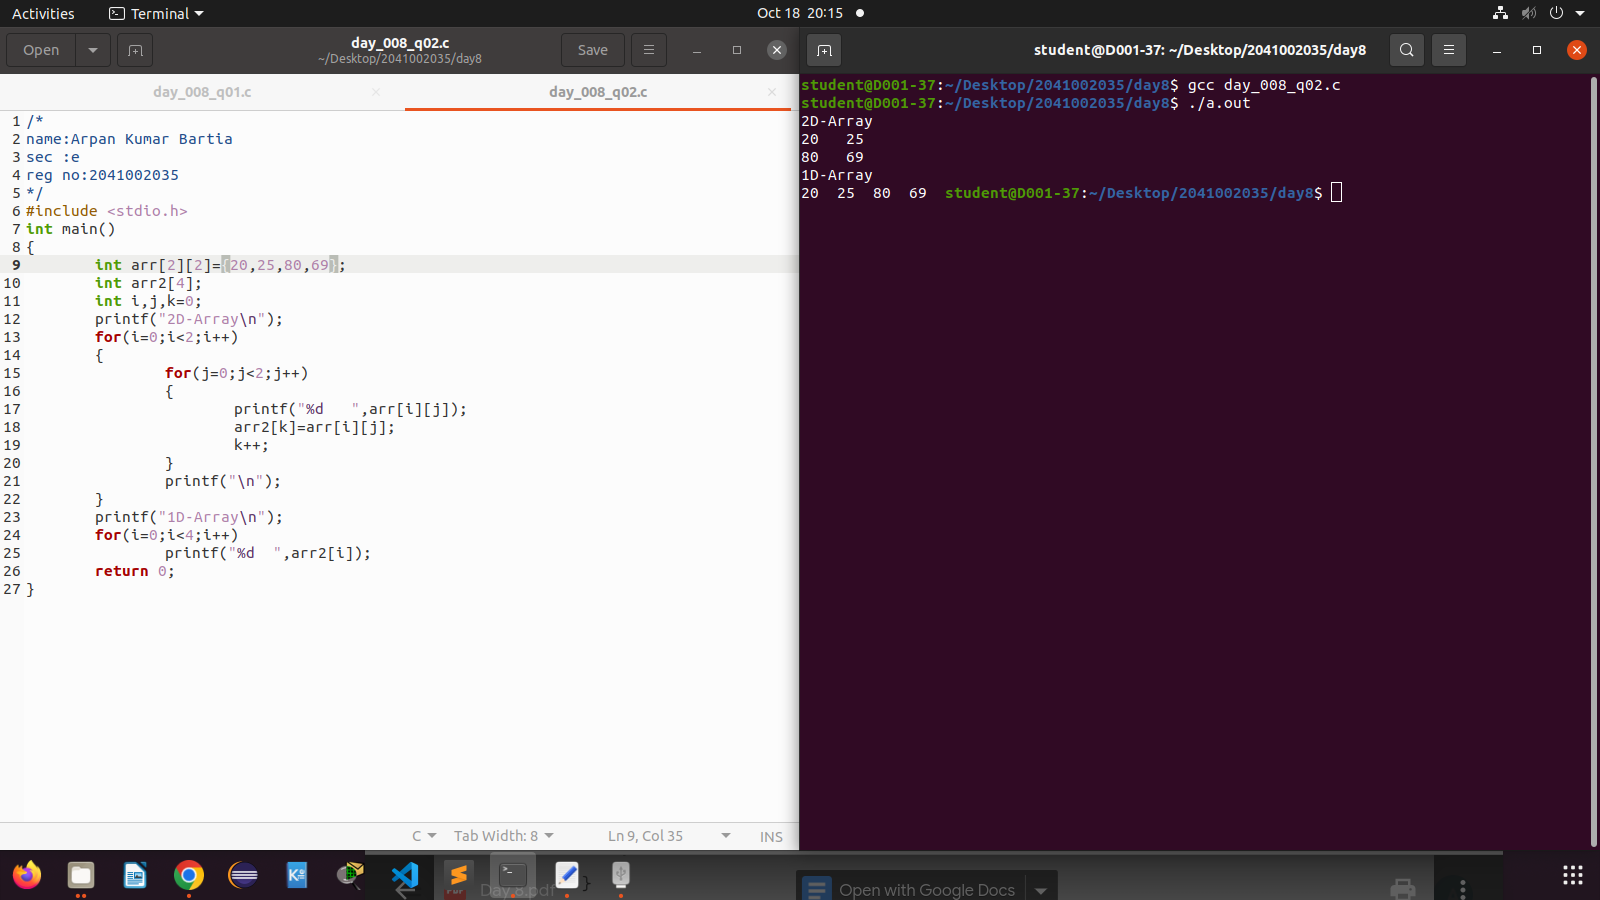 Activities
Terminal
Oct 18 20:15
Open
day_008_q02.c
~/Desktop/2041002035/day8
Save
day_008_q01.c
day_008_q02.c
1 /*
2 name:Arpan Kumar Bartia
3 sec :e
4 reg no:2041002035
5 */
6 #include <stdio.h>
7 int main()
8 {
9 int arr[2][2]={20,25,80,69};
10 int arr2[4];
11 int i,j,k=0;
12 printf("2D-Array\n");
13 for(i=0;i<2;i++)
14 {
15 for(j=0;j<2;j++)
16 {
17 printf("%d   ",arr[i][j]);
18 arr2[k]=arr[i][j];
19 k++;
20 }
21 printf("\n");
22 }
23 printf("1D-Array\n");
24 for(i=0;i<4;i++)
25 printf("%d  ",arr2[i]);
26 return 0;
27 }
C
Tab Width: 8
Ln 9, Col 35
INS
student@D001-37: ~/Desktop/2041002035/day8
student@D001-37:~/Desktop/2041002035/day8$ gcc day_008_q02.c
student@D001-37:~/Desktop/2041002035/day8$ ./a.out
2D-Array
20   25
80   69
1D-Array
20  25  80  69  student@D001-37:~/Desktop/2041002035/day8$
Day 8.pdf
}
Open with Google Docs